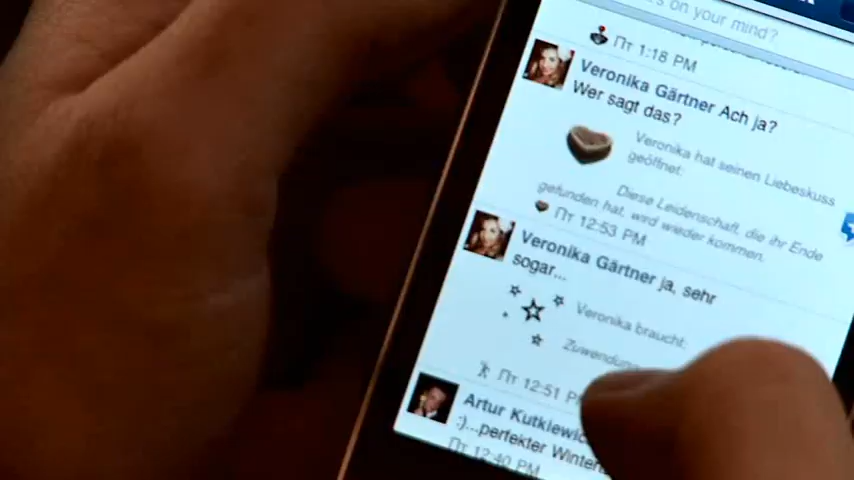 s on your mind?
Пт 1:18 PM
Veronika Gärtner Ach ja?
Wer sagt das?
Veronika hat seinen Liebeskuss
geöffnet:
Diese Leidenschaft, die ihr Ende
gefunden hat, wird wieder kommen.
Пт 12:53 PM
Veronika Gärtner ja, sehr
sogar...
Veronika braucht:
Zuwendung
Пт 12:51 P
Artur Kutkiewic
:)...perfekter Winter
Пт 12:40 PM